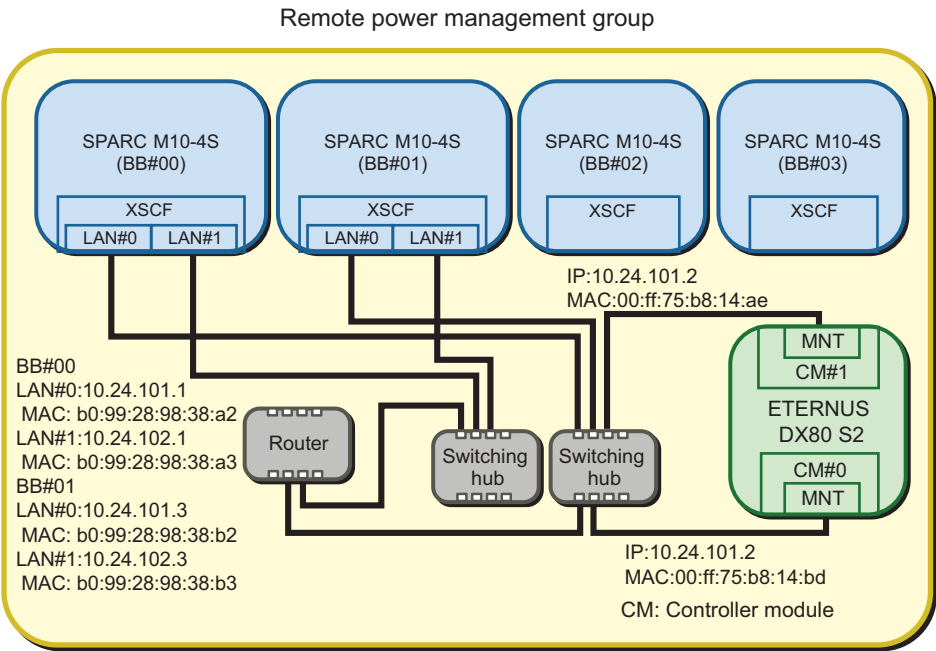 Remote power management group
SPARC M10-4S
(BB#00)
XSCF
LAN#0 LAN#1
SPARC M10-4S
(BB#01)
XSCF
LAN#0 LAN#1
SPARC M10-4S
(BB#02)
XSCF
SPARC M10-4S
(BB#03)
XSCF
IP:10.24.101.2
MAC:00:ff:75:b8:14:ae
BB#00
LAN#0:10.24.101.1
MAC: b0:99:28:98:38:a2
LAN#1:10.24.102.1
MAC: b0:99:28:98:38:a3
BB#01
LAN#0:10.24.101.3
MAC: b0:99:28:98:38:b2
LAN#1:10.24.102.3
MAC: b0:99:28:98:38:b3
Router
Switching
hub
Switching
hub
MNT
CM#1
ETERNUS
DX80 S2
CM#0
MNT
IP:10.24.101.2
MAC:00:ff:75:b8:14:bd
CM: Controller module